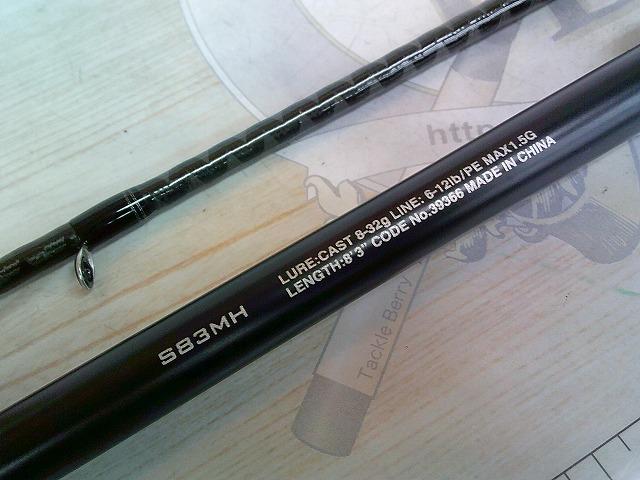 http
LURE:CAST 8-32g LINE: 6-12lb/PE MAX1.5G
LENGTH:8'3" CODE No.39366 MADE IN CHINA
S83MH
Tackle Berry